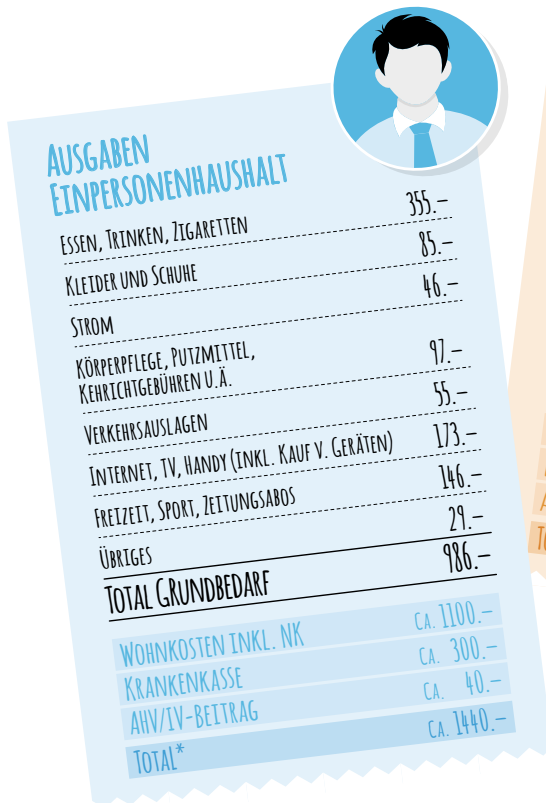 AUSGABEN
EINPERSONENHAUSHALT
ESSEN, TRINKEN, ZIGARETTEN 355.–
KLEIDER UND SCHUHE 85.–
STROM 46.–
KÖRPERPFLEGE, PUTZMITTEL,
KEHRICHTGEBÜHREN U.Ä. 97.–
VERKEHRSAUSLAGEN 55.–
INTERNET, TV, HANDY (INKL. KAUF V. GERÄTEN) 173.–
FREIZEIT, SPORT, ZEITUNGSABOS 146.–
ÜBRIGES 29.–
TOTAL GRUNDBEDARF 986.–
WOHNKOSTEN INKL. NK CA. 1100.–
KRANKENKASSE CA. 300.–
AHV/IV-BEITRAG CA. 40.–
TOTAL* CA. 1440.–